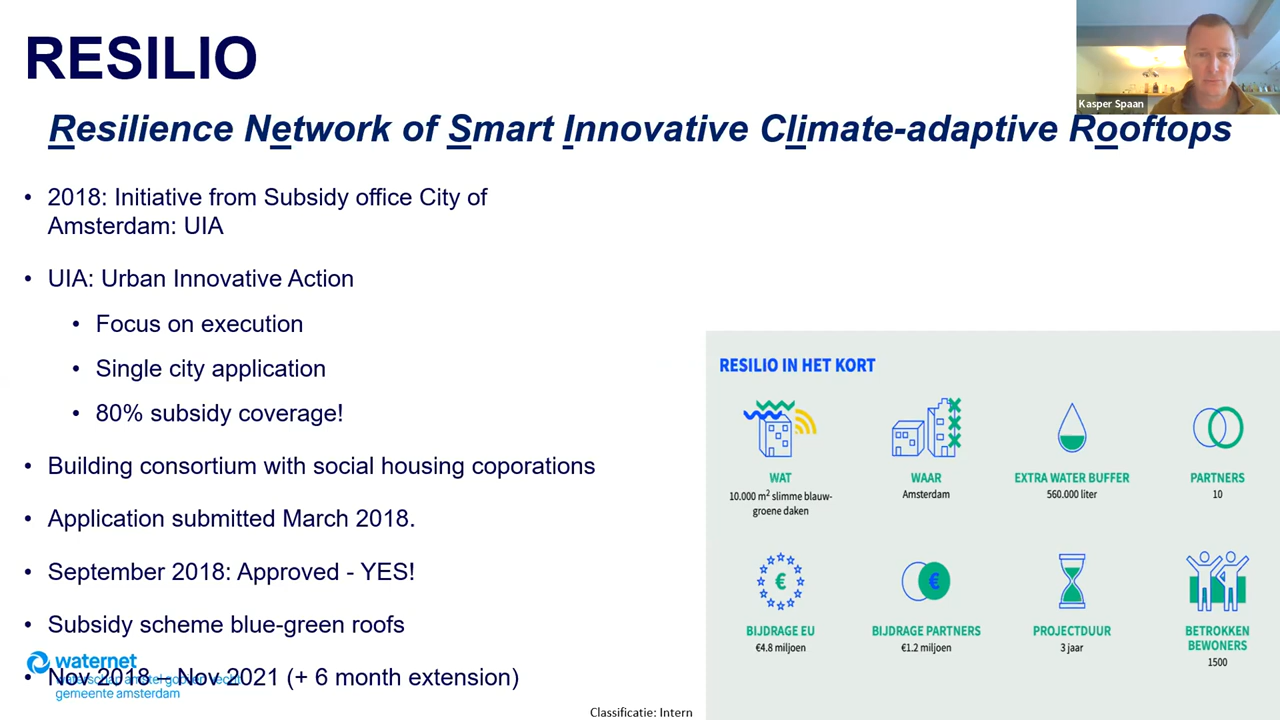 RESILIO
Kasper Spaan
Resilience Network of Smart Innovative Climate-adaptive Rooftops
• 2018: Initiative from Subsidy office City of
Amsterdam: UIA
• UIA: Urban Innovative Action
• Focus on execution
• Single city application
• 80% subsidy coverage!
• Building consortium with social housing coporations
• Application submitted March 2018.
• September 2018: Approved - YES!
• Subsidy scheme blue-green roofs
• Nov 2018 – Nov 2021 (+ 6 month extension)
waternet
waterschap amstel gooi en vecht
gemeente amsterdam
RESILIO IN HET KORT
WAT
10.000 m² slimme blauw-
groene daken
WAAR
Amsterdam
EXTRA WATER BUFFER
560.000 liter
PARTNERS
10
BIJDRAGE EU
€4.8 miljoen
BIJDRAGE PARTNERS
€1.2 miljoen
PROJECTDUUR
3 jaar
BETROKKEN
BEWONERS
1500
Classificatie: Intern